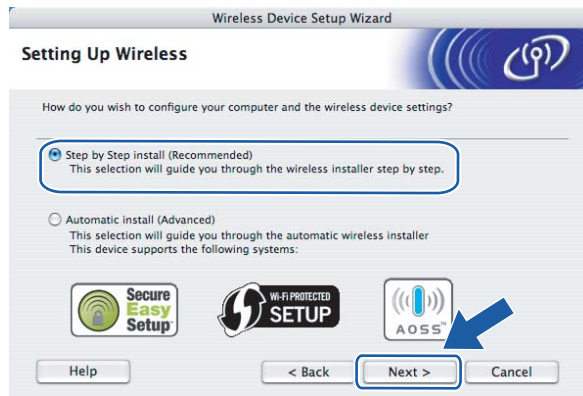 Wireless Device Setup Wizard
Setting Up Wireless
How do you wish to configure your computer and the wireless device settings?
Step by Step install (Recommended)
This selection will guide you through the wireless installer step by step.
Automatic install (Advanced)
This selection will guide you through the automatic wireless installer
This device supports the following systems:
Secure
Easy
Setup™
Wi-Fi PROTECTED
SETUP
AOSS™
Help
< Back
Next >
Cancel